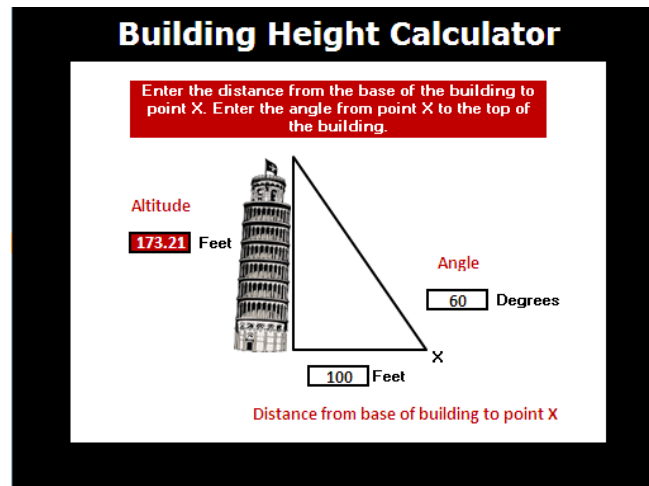 Building Height Calculator
Enter the distance from the base of the building to
point X. Enter the angle from point X to the top of
the building.
Altitude
173.21 Feet
Angle
60 Degrees
X
100 Feet
Distance from base of building to point X